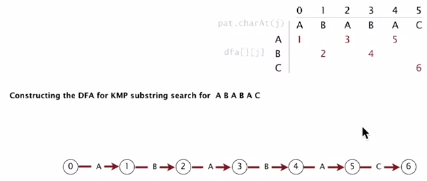 0 1 2 3 4 5
pat.charAt(j) A B A B A C
A 1 3 5
dfa[][j] B 2 4
C 6
Constructing the DFA for KMP substring search for A B A B A C
0 A 1 B 2 A 3 B 4 A 5 C 6